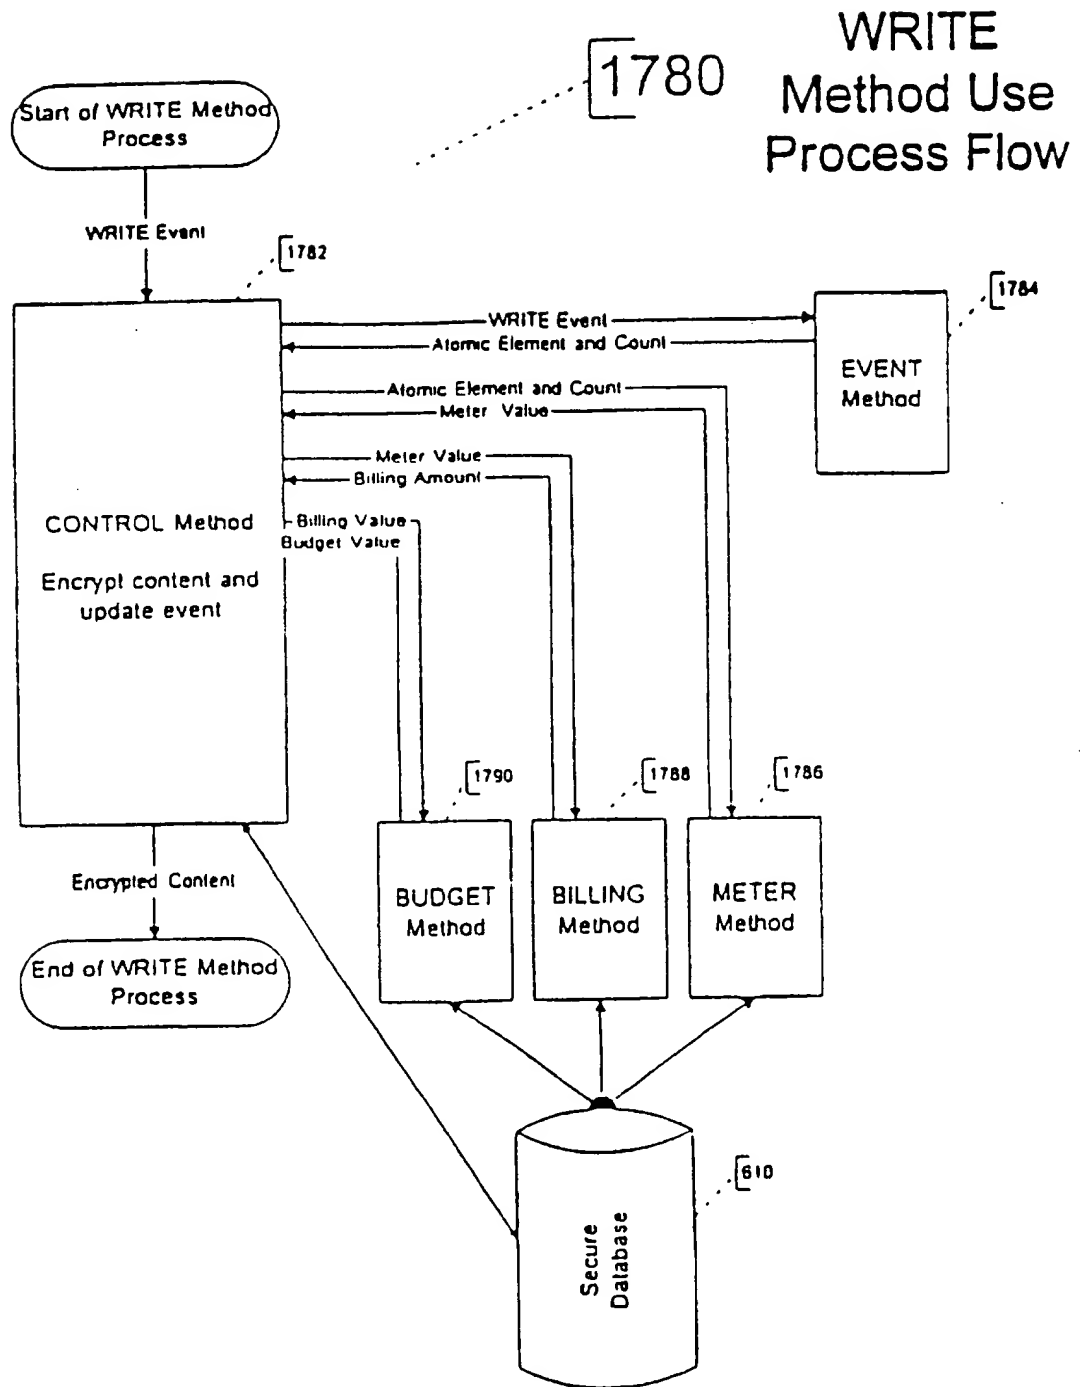 1780
WRITE
Method Use
Process Flow
Start of WRITE Method
Process
WRITE Event
1782
1784
WRITE Event
Atomic Element and Count
EVENT
Method
Atomic Element and Count
Meter Value
Meter Value
Billing Amount
Billing Value
Budget Value
CONTROL Method
Encrypt content and
update event
1790
1788
1786
Encrypted Content
BUDGET
Method
BILLING
Method
METER
Method
End of WRITE Method
Process
610
Secure
Database